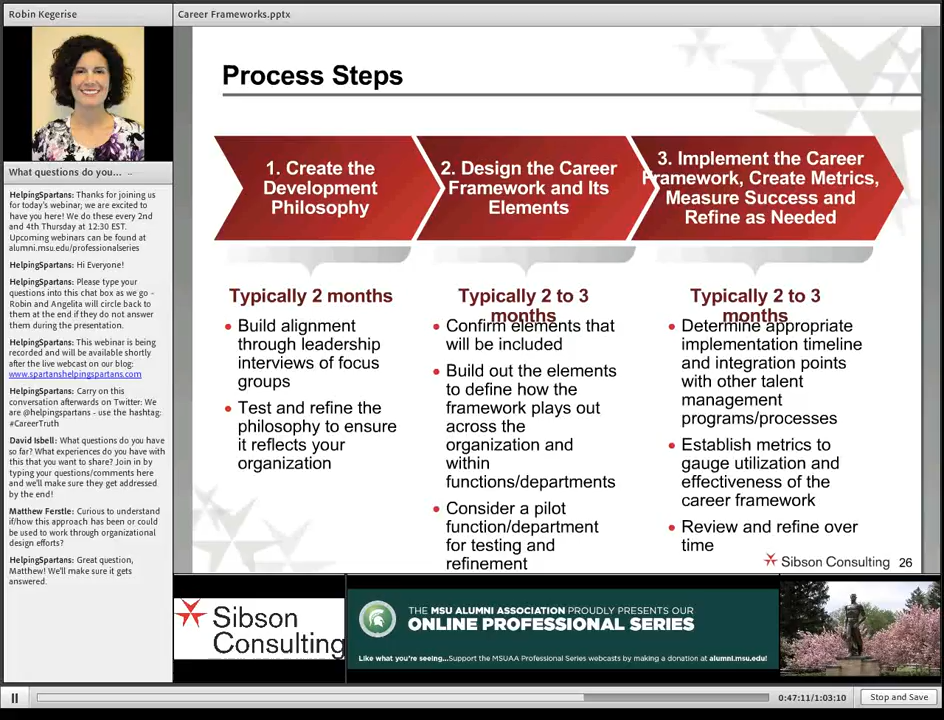 Robin Kegerise
Career Frameworks.pptx
What questions do you... ..
HelpingSpartans: Thanks for joining us
for today's webinar; we are excited to
have you here! We do these every 2nd
and 4th Thursday at 12:30 EST.
Upcoming webinars can be found at
alumni.msu.edu/professionalseries
HelpingSpartans: Hi Everyone!
HelpingSpartans: Please type your
questions into this chat box as we go -
Robin and Angelita will circle back to
them at the end if they do not answer
them during the presentation.
HelpingSpartans: This webinar is being
recorded and will be available shortly
after the live webcast on our blog:
www.spartanshelpingspartans.com
HelpingSpartans: Carry on this
conversation afterwards on Twitter: We
are @helpingspartans - use the hashtag:
#CareerTruth
David Isbell: What questions do you have
so far? What experiences do you have with
this that you want to share? Join in by
typing your questions/comments here
and we'll make sure they get addressed
by the end!
Matthew Ferstle: Curious to understand
if/how this approach has been or could
be used to work through organizational
design efforts?
HelpingSpartans: Great question,
Matthew! We'll make sure it gets
answered.
Process Steps
1. Create the
Development
Philosophy
2. Design the Career
Framework and Its
Elements
3. Implement the Career
Framework, Create Metrics,
Measure Success and
Refine as Needed
Typically 2 months
• Build alignment
through leadership
interviews of focus
groups
• Test and refine the
philosophy to ensure
it reflects your
organization
Typically 2 to 3
months
• Confirm elements that
will be included
• Build out the elements
to define how the
framework plays out
across the
organization and
within
functions/departments
• Consider a pilot
function/department
for testing and
refinement
Typically 2 to 3
months
• Determine appropriate
implementation timeline
and integration points
with other talent
management
programs/processes
• Establish metrics to
gauge utilization and
effectiveness of the
career framework
• Review and refine over
time
Sibson Consulting 26
Sibson
Consulting
THE MSU ALUMNI ASSOCIATION PROUDLY PRESENTS OUR
ONLINE PROFESSIONAL SERIES
Like what you're seeing...Support the MSUAA Professional Series webcasts by making a donation at alumni.msu.edu!
0:47:11/1:03:10
Stop and Save